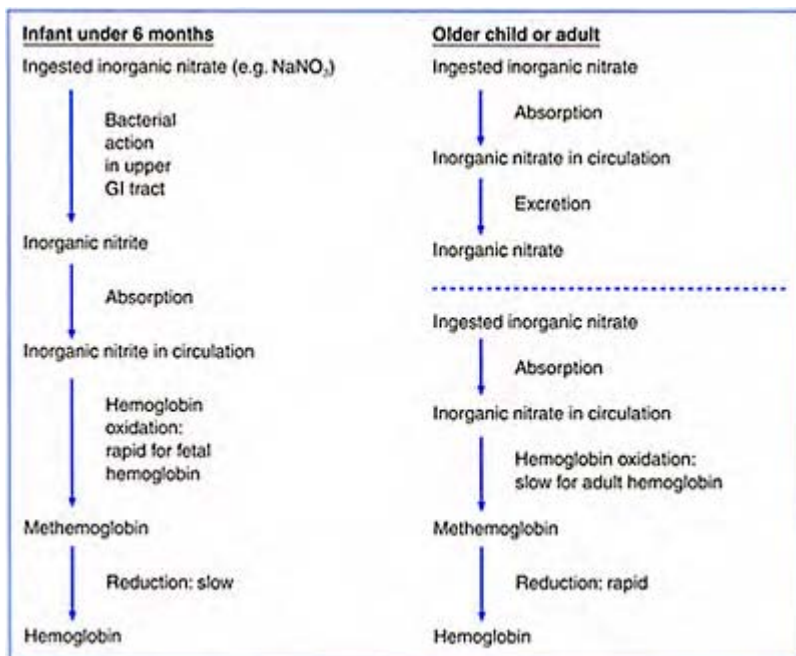 Infant under 6 months
Ingested inorganic nitrate (e.g. NaNO3)
Bacterial
action
in upper
GI tract
Inorganic nitrite
Absorption
Inorganic nitrite in circulation
Hemoglobin
oxidation:
rapid for fetal
hemoglobin
Methemoglobin
Reduction: slow
Hemoglobin
Older child or adult
Ingested inorganic nitrate
Absorption
Inorganic nitrate in circulation
Excretion
Inorganic nitrate
Ingested inorganic nitrate
Absorption
Inorganic nitrate in circulation
Hemoglobin oxidation:
slow for adult hemoglobin
Methemoglobin
Reduction: rapid
Hemoglobin